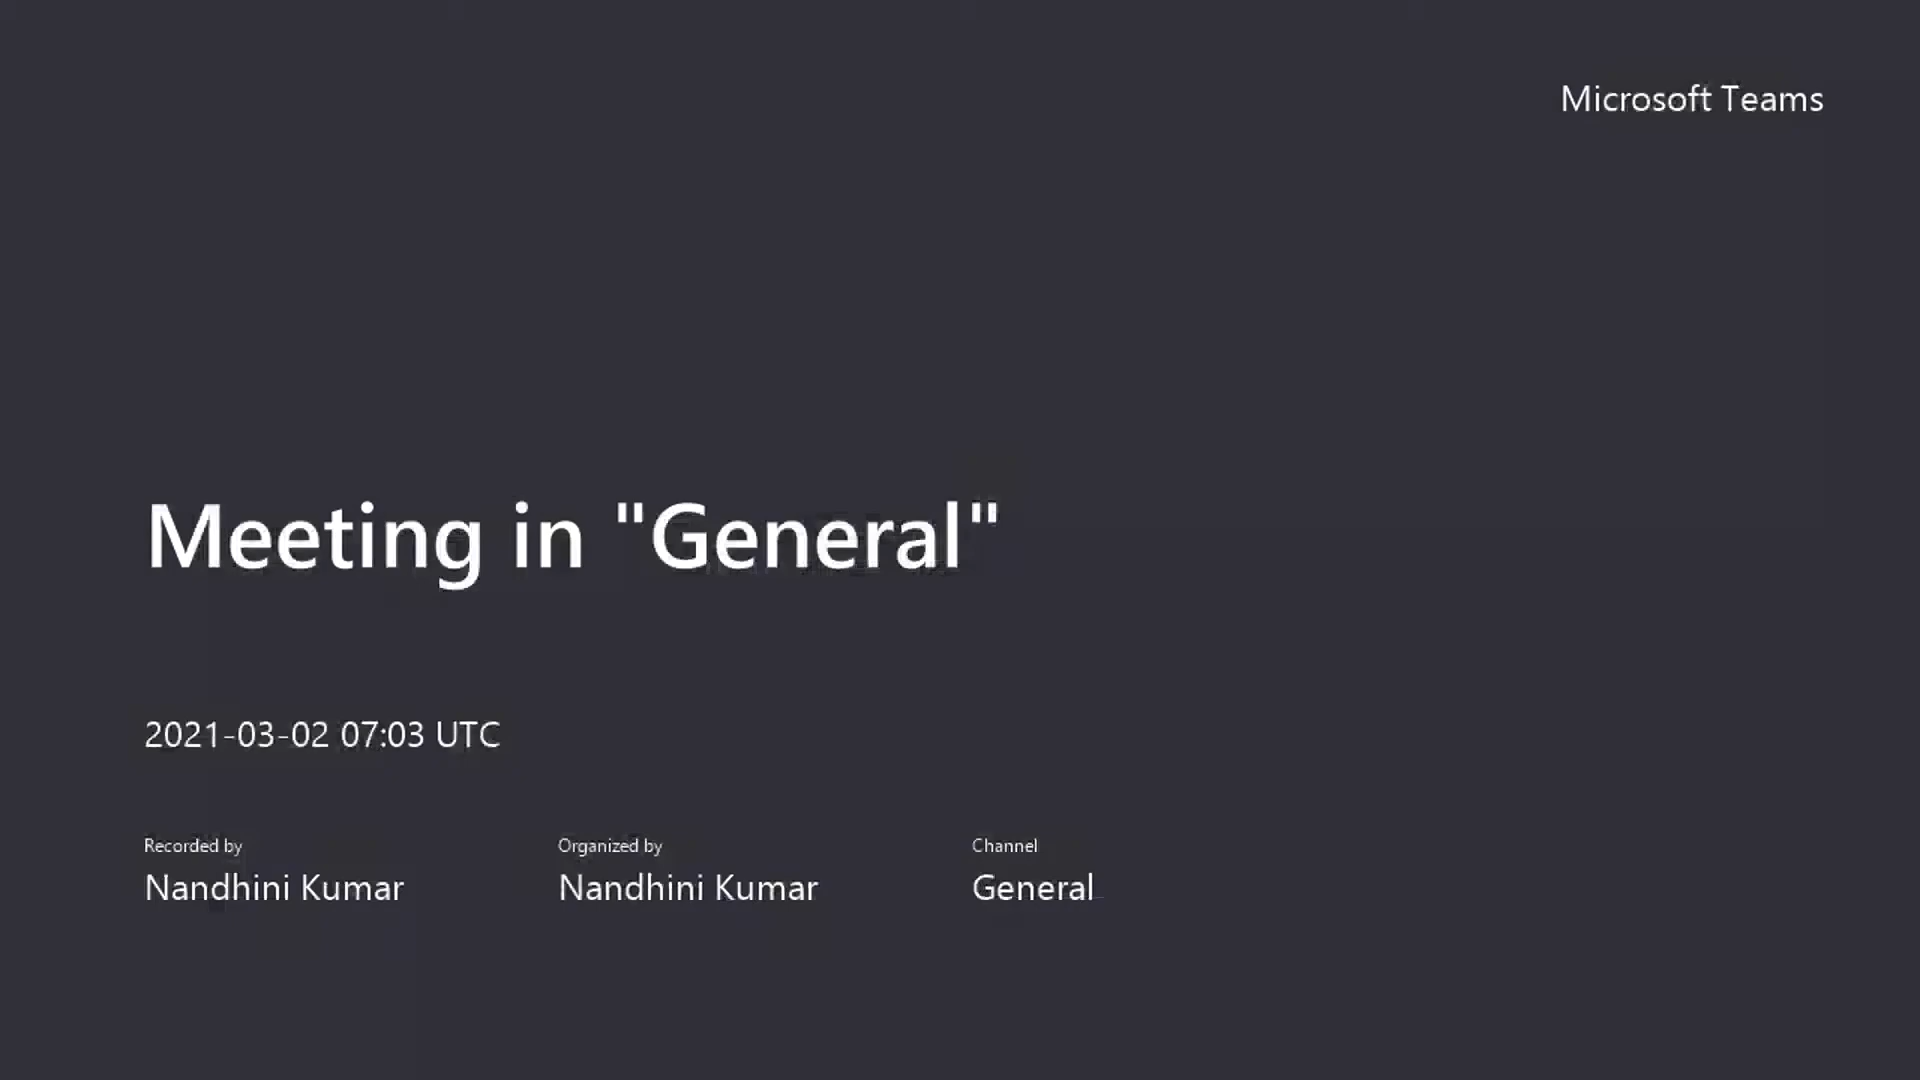 Microsoft Teams
Meeting in "General"
2021-03-02 07:03 UTC
Recorded by
Nandhini Kumar
Organized by
Nandhini Kumar
Channel
General